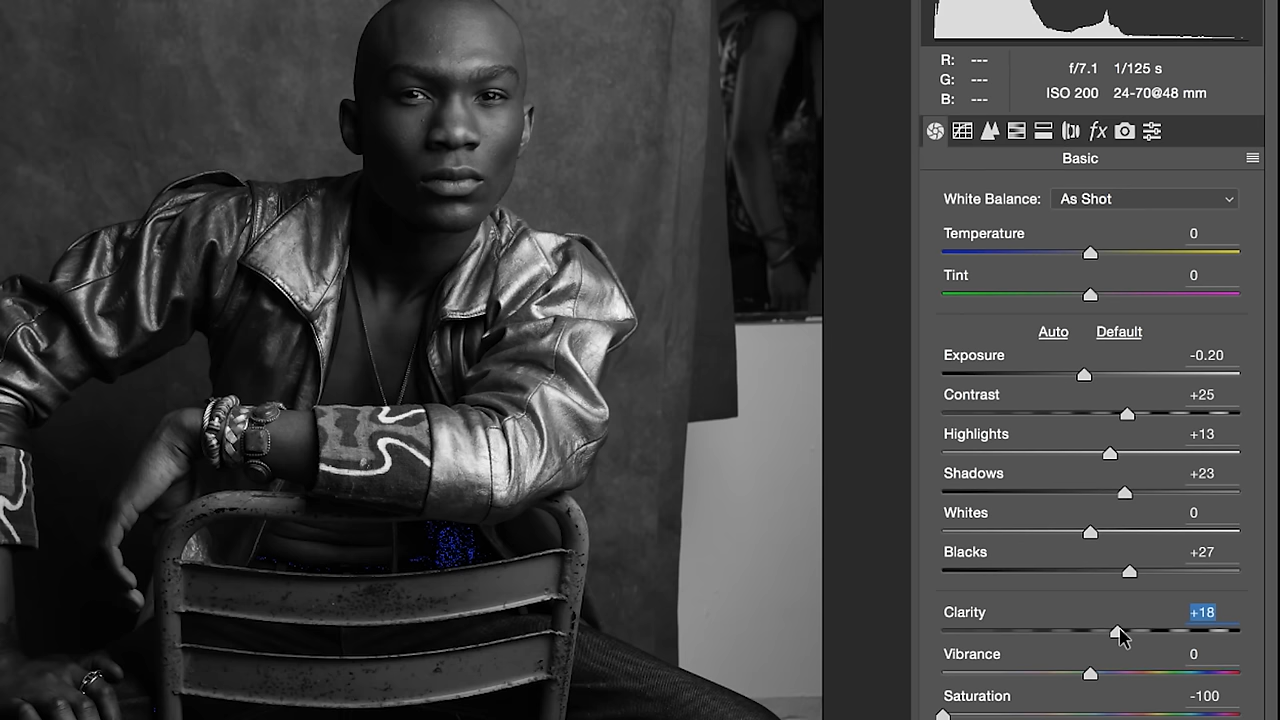 R: ---
G: ---
B: ---
f/7.1 1/125 s
ISO 200 24-70@48 mm
fx
Basic
White Balance: As Shot
Temperature 0
Tint 0
Auto Default
Exposure -0.20
Contrast +25
Highlights +13
Shadows +23
Whites 0
Blacks +27
Clarity +18
Vibrance 0
Saturation -100